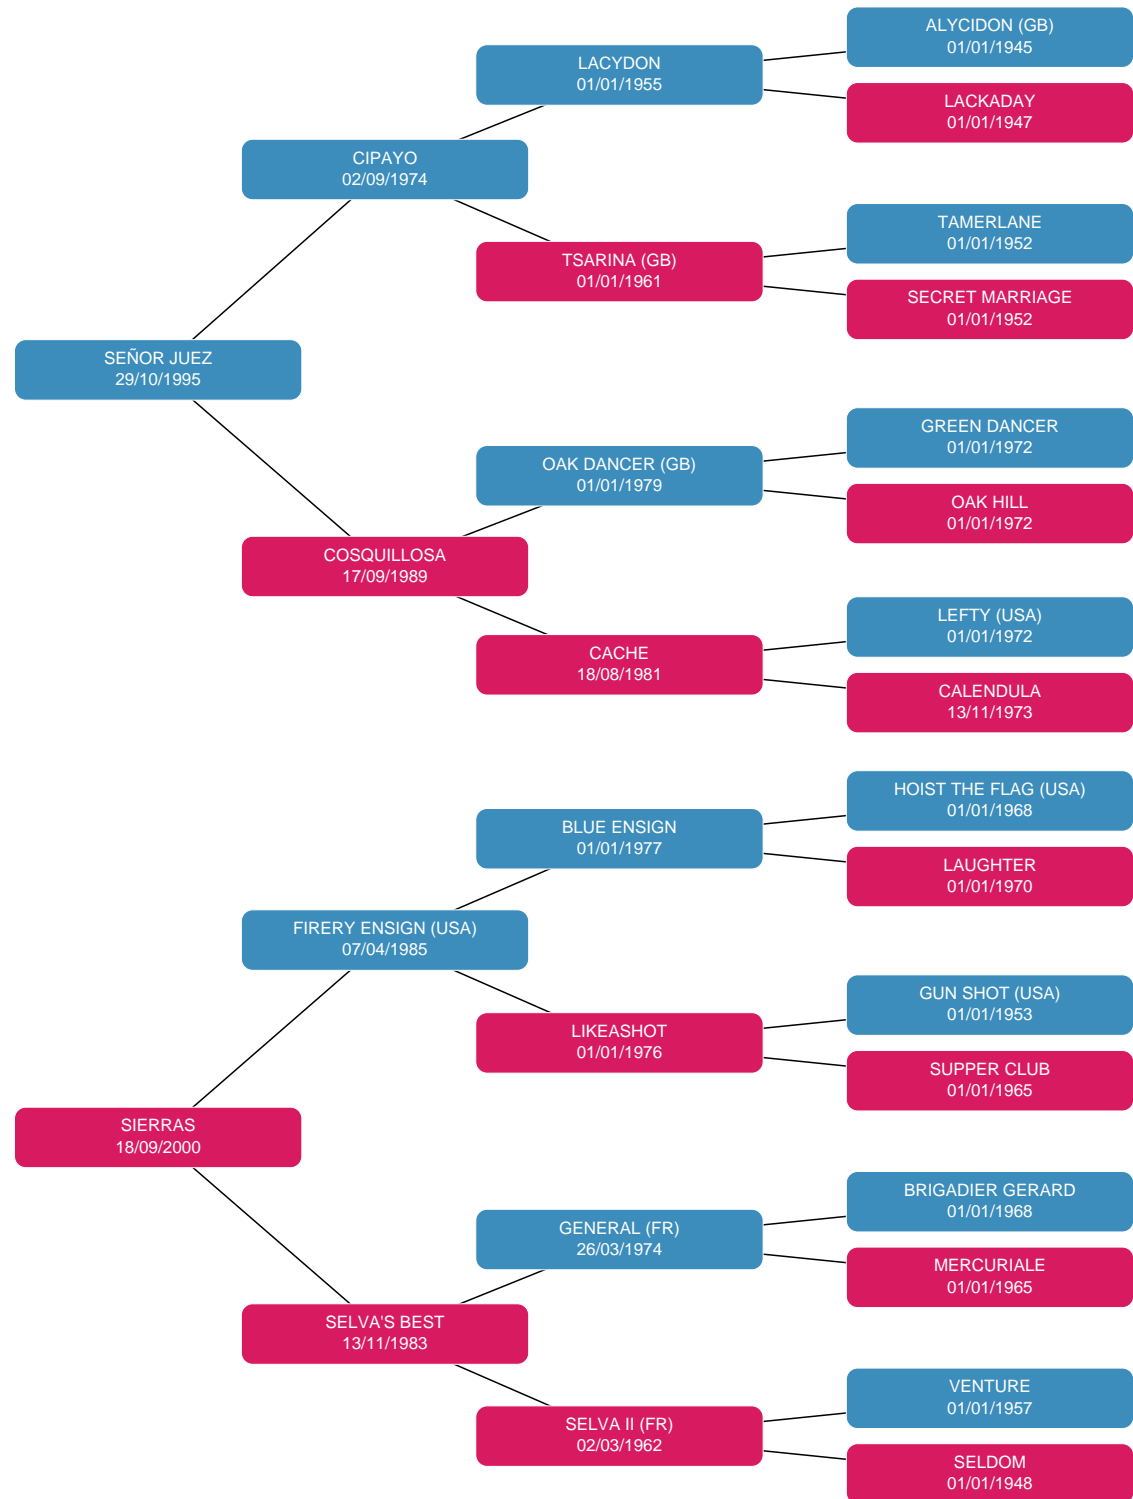 ALYCIDON (GB)
01/01/1945
LACYDON
01/01/1955
LACKADAY
01/01/1947
CIPAYO
02/09/1974
TAMERLANE
01/01/1952
TSARINA (GB)
01/01/1961
SECRET MARRIAGE
01/01/1952
SEÑOR JUEZ
29/10/1995
GREEN DANCER
01/01/1972
OAK DANCER (GB)
01/01/1979
OAK HILL
01/01/1972
COSQUILLOSA
17/09/1989
LEFTY (USA)
01/01/1972
CACHE
18/08/1981
CALENDULA
13/11/1973
HOIST THE FLAG (USA)
01/01/1968
BLUE ENSIGN
01/01/1977
LAUGHTER
01/01/1970
FIRERY ENSIGN (USA)
07/04/1985
GUN SHOT (USA)
01/01/1953
LIKEASHOT
01/01/1976
SUPPER CLUB
01/01/1965
SIERRAS
18/09/2000
BRIGADIER GERARD
01/01/1968
GENERAL (FR)
26/03/1974
MERCURIALE
01/01/1965
SELVA'S BEST
13/11/1983
VENTURE
01/01/1957
SELVA II (FR)
02/03/1962
SELDOM
01/01/1948